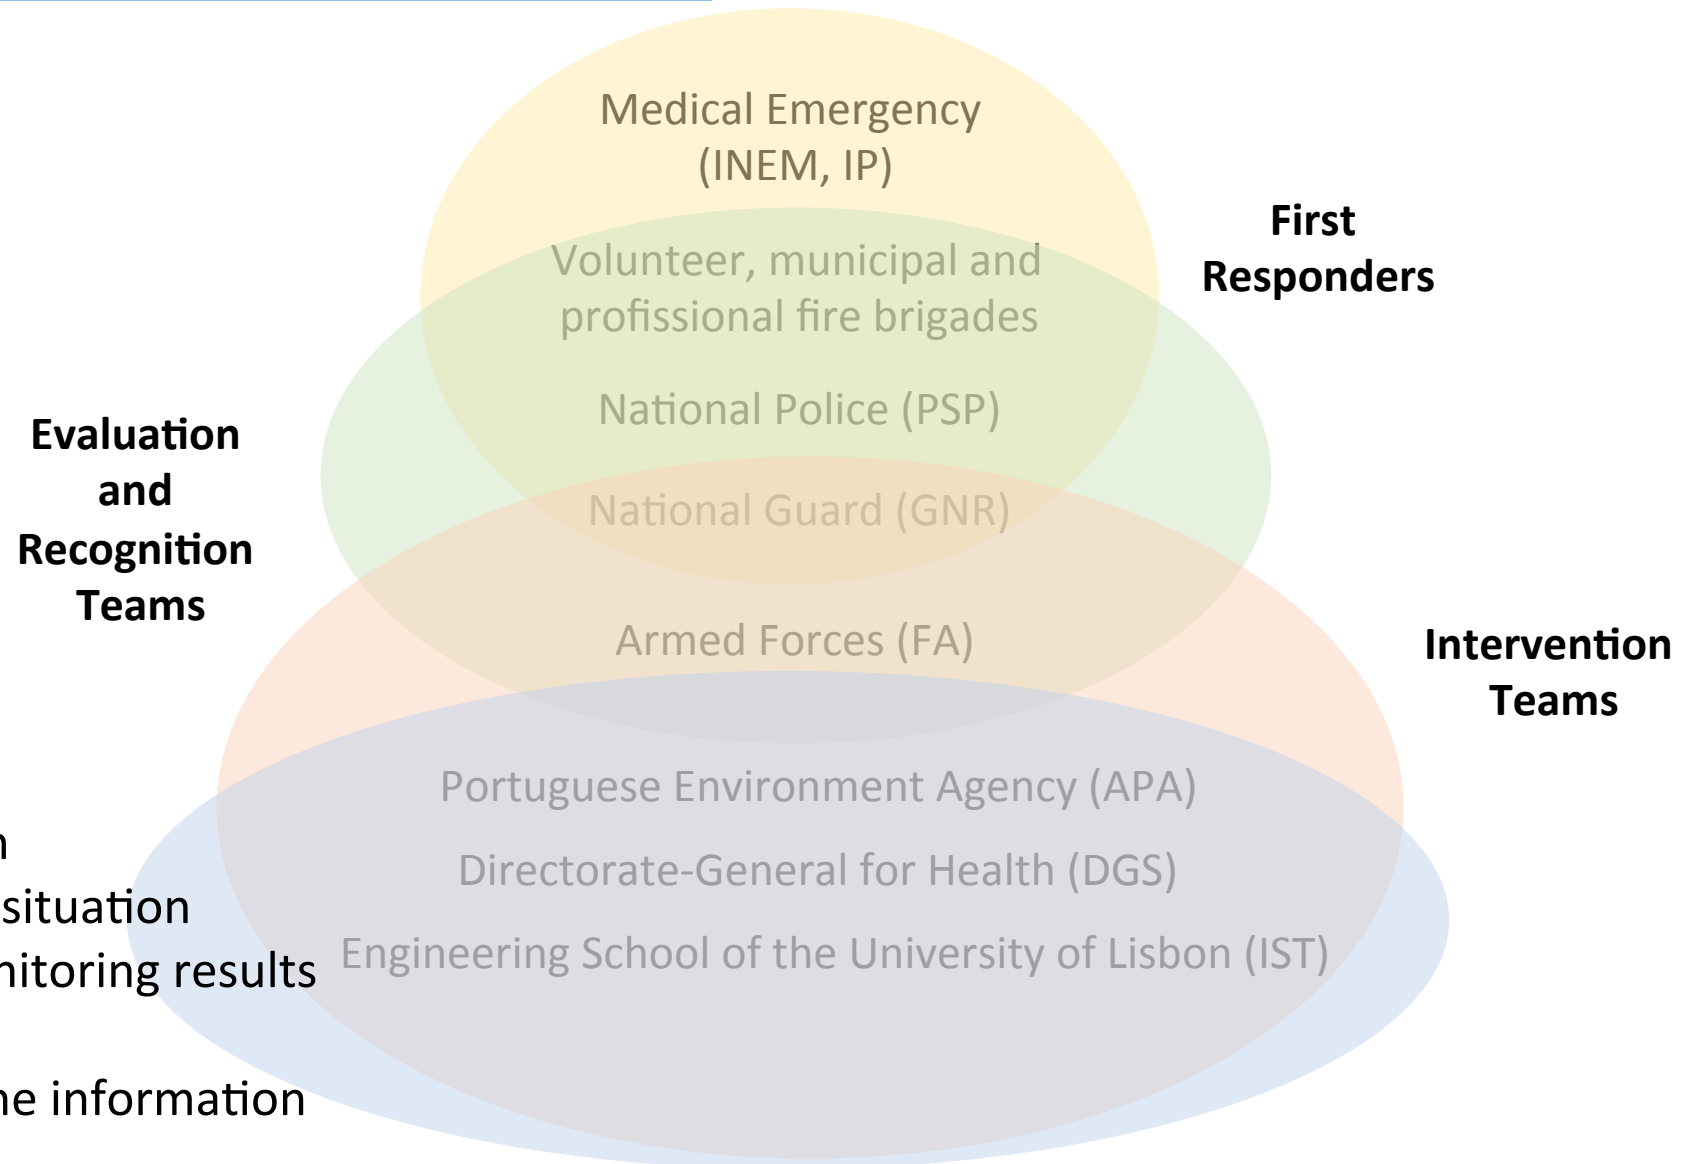 Medical Emergency
(INEM, IP)
First
Responders
Volunteer, municipal and
profissional fire brigades
National Police (PSP)
Evaluation
and
Recognition
Teams
National Guard (GNR)
Armed Forces (FA)
Intervention
Teams
Portuguese Environment Agency (APA)
Directorate-General for Health (DGS)
Engineering School of the University of Lisbon (IST)
situation
results
information